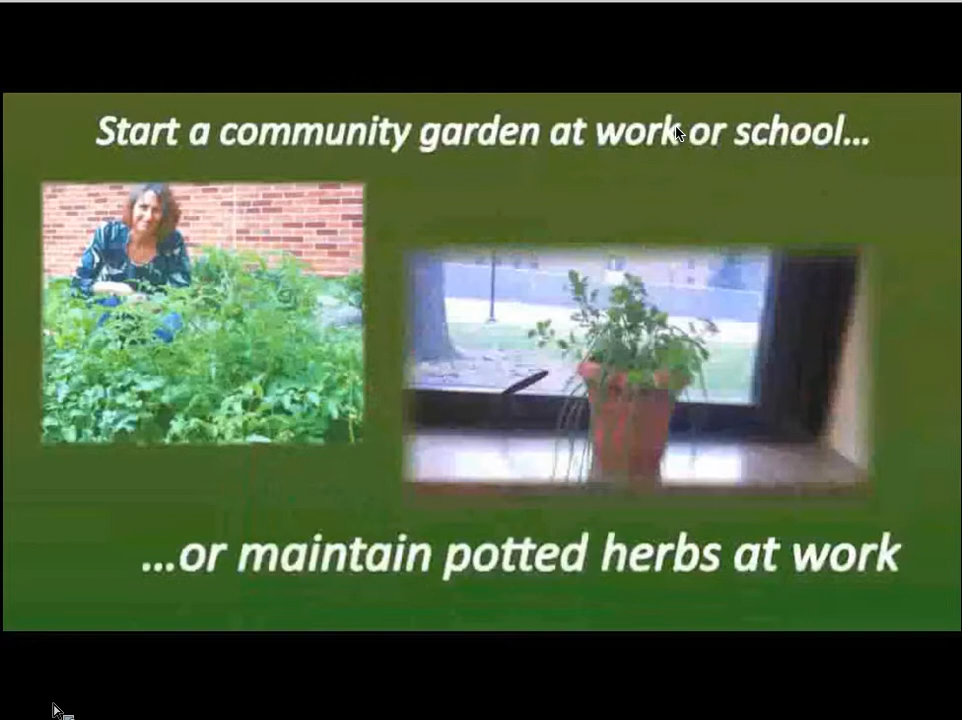 Start a community garden at work or school...
...or maintain potted herbs at work